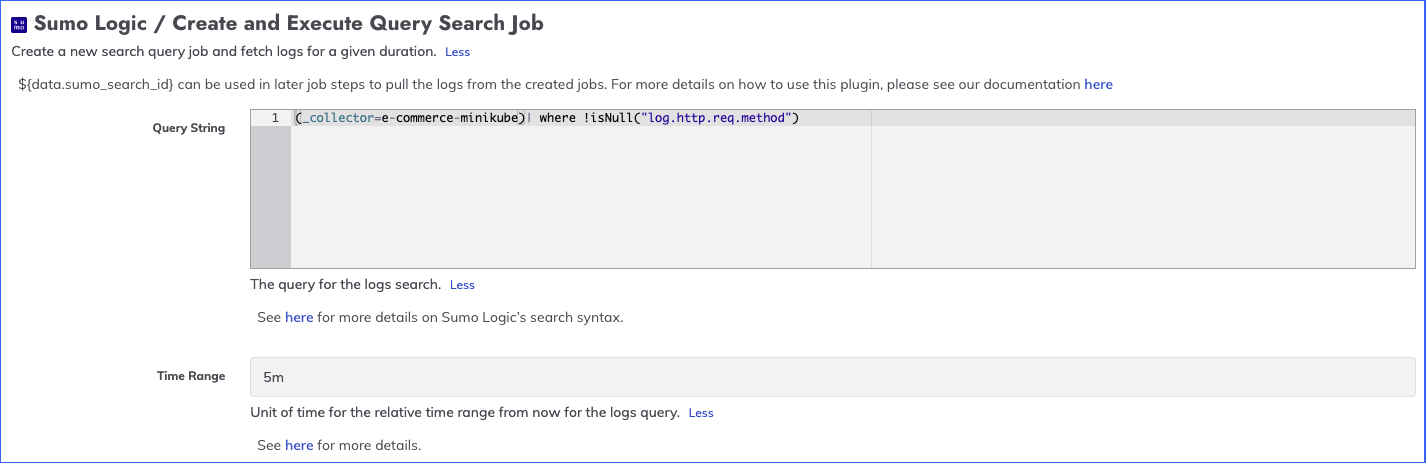 su
mo
Sumo Logic / Create and Execute Query Search Job
Create a new search query job and fetch logs for a given duration. Less
${data.sumo_search_id} can be used in later job steps to pull the logs from the created jobs. For more details on how to use this plugin, please see our documentation here
Query String
1 (_collector=e-commerce-minikube)| where !isNull("log.http.req.method")
The query for the logs search. Less
See here for more details on Sumo Logic's search syntax.
Time Range
5m
Unit of time for the relative time range from now for the logs query. Less
See here for more details.